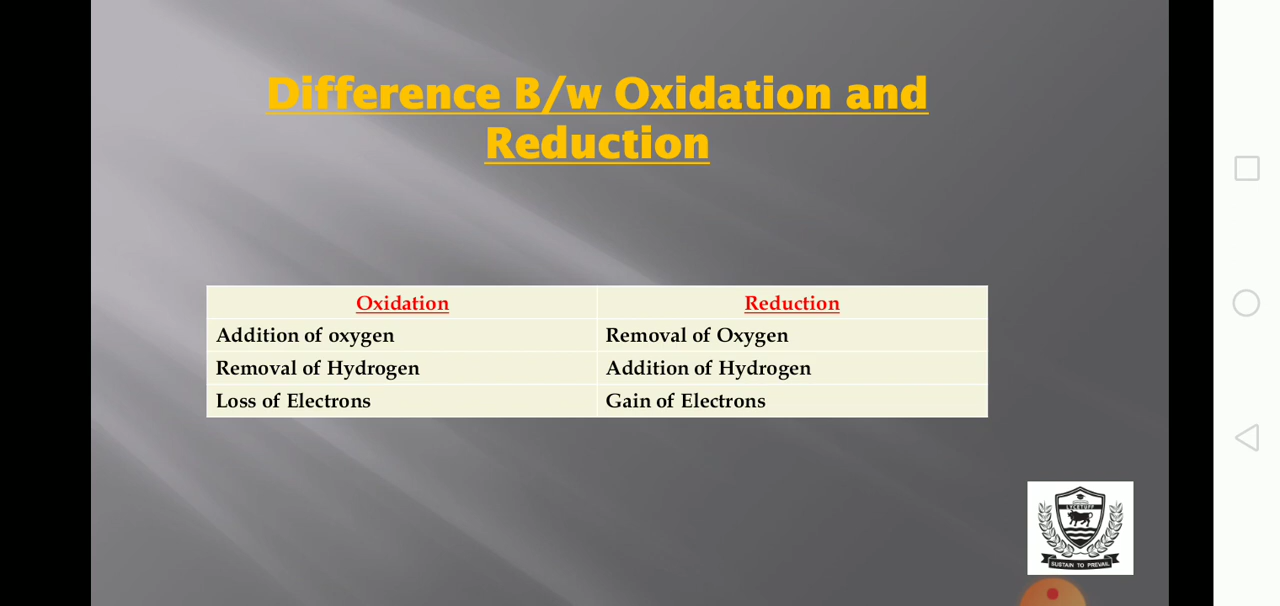 Difference B/w Oxidation and
Reduction
Oxidation Reduction
Addition of oxygen Removal of Oxygen
Removal of Hydrogen Addition of Hydrogen
Loss of Electrons Gain of Electrons
SUSTAIN TO PREVAIL